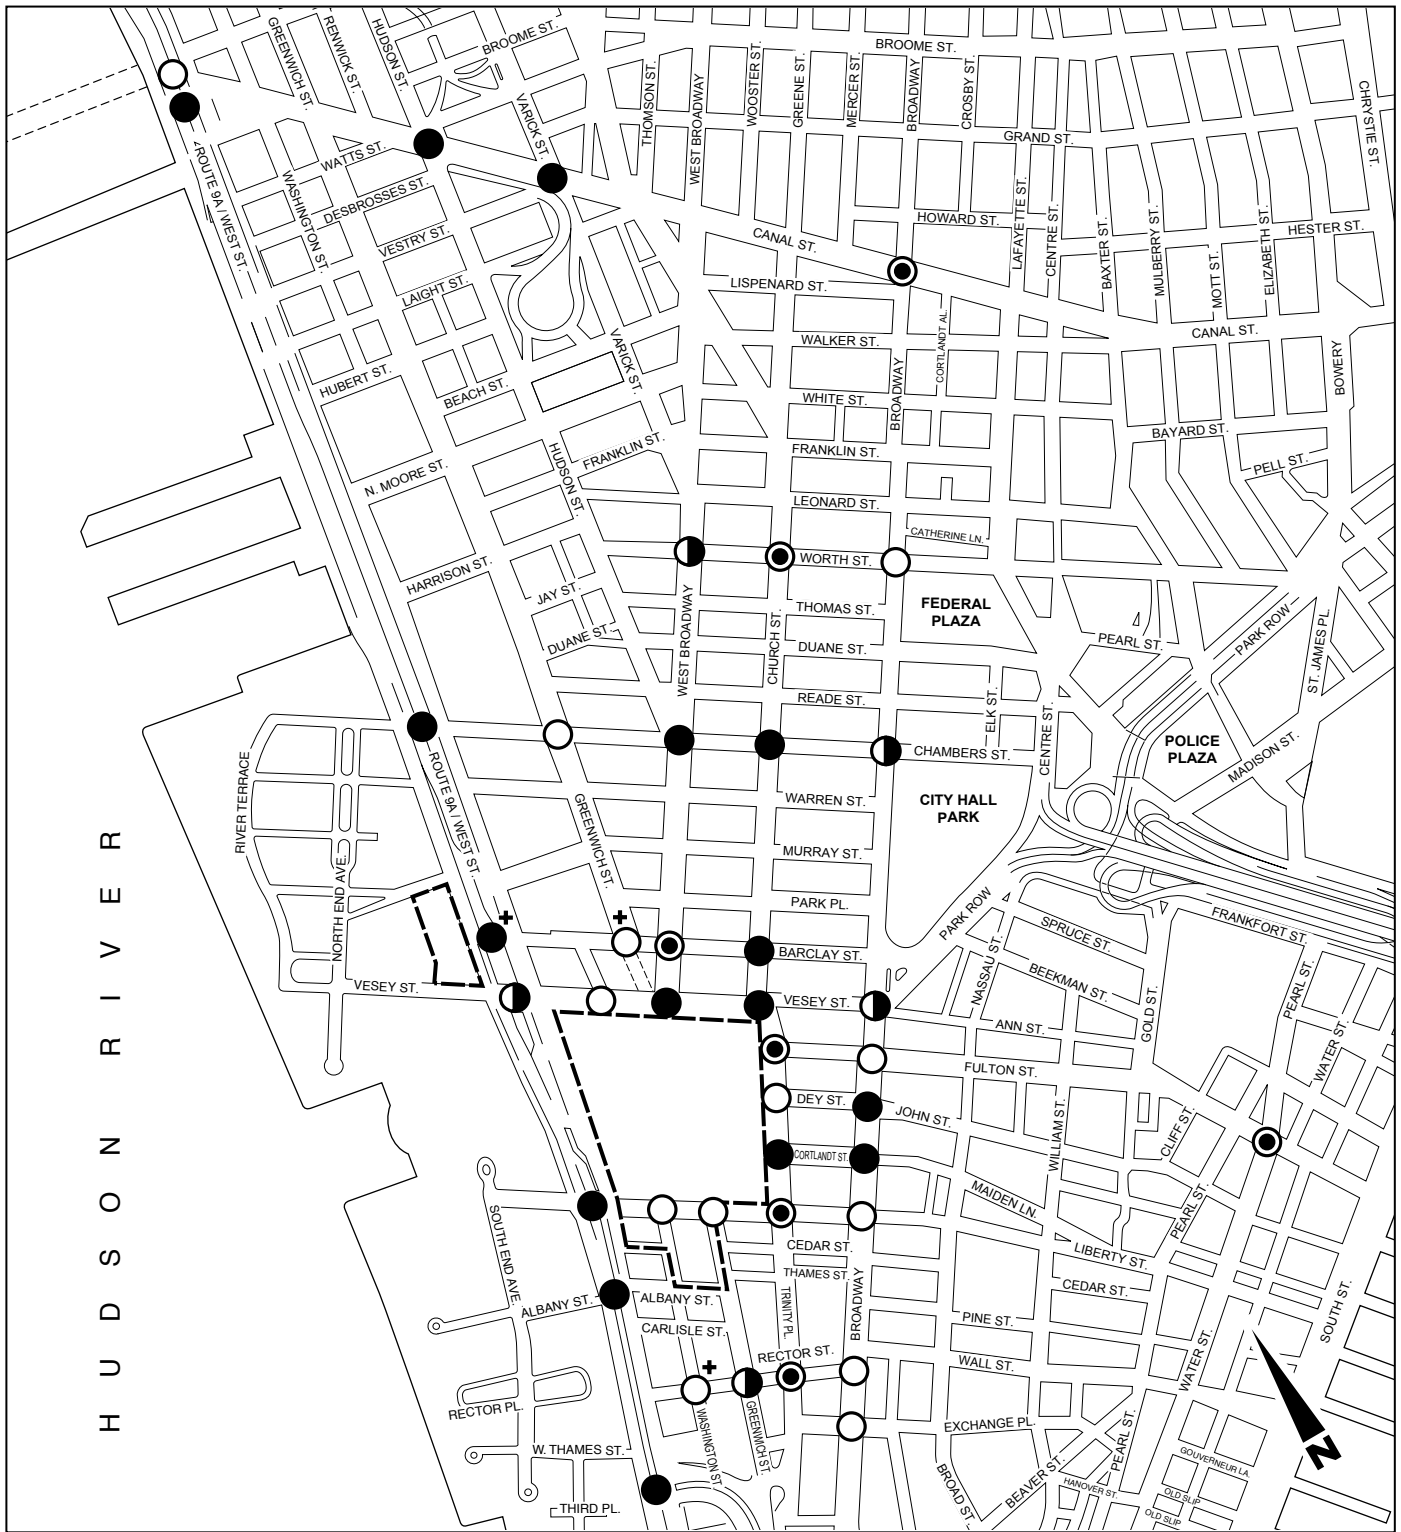 GREENWICH ST.
RENWICK ST.
HUDSON ST.
BROOME ST.
BROOME ST.
THOMSON ST.
WEST BROADWAY
WOOSTER ST.
GREENE ST.
MERCER ST.
BROADWAY
CROSBY ST.
CHRYSTIE ST.
VARICK ST.
GRAND ST.
WATTS ST.
ROUTE 9A / WEST ST.
WASHINGTON ST.
DESBROSSES ST.
VESTRY ST.
LAIGHT ST.
CANAL ST.
HOWARD ST.
LAFAYETTE ST.
CENTRE ST.
BAXTER ST.
MULBERRY ST.
MOTT ST.
ELIZABETH ST.
HESTER ST.
LISPENARD ST.
CORTLANDT AL.
CANAL ST.
WALKER ST.
BOWERY
HUBERT ST.
BEACH ST.
VARICK ST.
WHITE ST.
BROADWAY
BAYARD ST.
FRANKLIN ST.
FRANKLIN ST.
PELL ST.
N. MOORE ST.
HUDSON ST.
LEONARD ST.
CATHERINE LN.
WORTH ST.
HARRISON ST.
JAY ST.
THOMAS ST.
FEDERAL
PLAZA
DUANE ST.
DUANE ST.
WEST BROADWAY
CHURCH ST.
PEARL ST.
PARK ROW
ST. JAMES PL.
READE ST.
ELK ST.
CENTRE ST.
CHAMBERS ST.
POLICE
PLAZA
MADISON ST.
RIVER TERRACE
ROUTE 9A / WEST ST.
GREENWICH ST.
WARREN ST.
CITY HALL
PARK
MURRAY ST.
NORTH END AVE.
PARK PL.
PARK ROW
BARCLAY ST.
SPRUCE ST.
FRANKFORT ST.
NASSAU ST.
BEEKMAN ST.
PEARL ST.
VESEY ST.
VESEY ST.
ANN ST.
GOLD ST.
WATER ST.
FULTON ST.
DEY ST.
JOHN ST.
WILLIAM ST.
CLIFF ST.
CORTLANDT ST.
MAIDEN LN.
PEARL ST.
SOUTH END AVE.
CEDAR ST.
LIBERTY ST.
THAMES ST.
CEDAR ST.
ALBANY ST.
ALBANY ST.
TRINITY PL.
BROADWAY
PINE ST.
SOUTH ST.
CARLISLE ST.
RECTOR ST.
WALL ST.
WATER ST.
RECTOR PL.
WASHINGTON ST
GREENWICH ST.
EXCHANGE PL.
PEARL ST.
W. THAMES ST.
BROAD ST.
BEAVER ST.
HANOVER ST.
GOUVERNEUR LA.
OLD SLIP
OLD SLIP
THIRD PL.
HUDSON RIVER
N